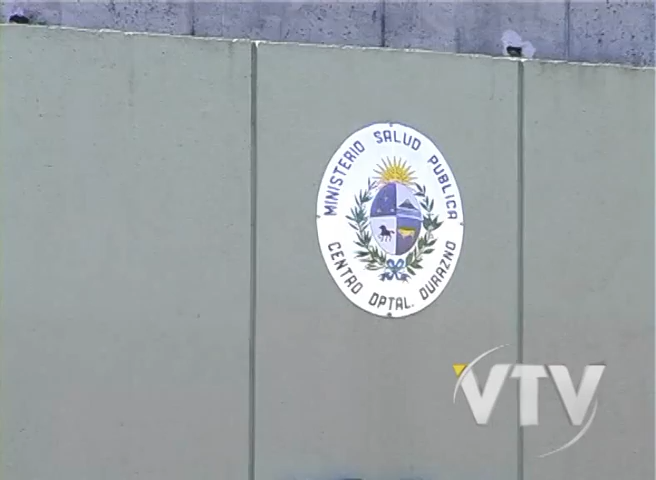 MINISTERIO SALUD PUBLICA
CENTRO DPTAL. DURAZNO
VTV